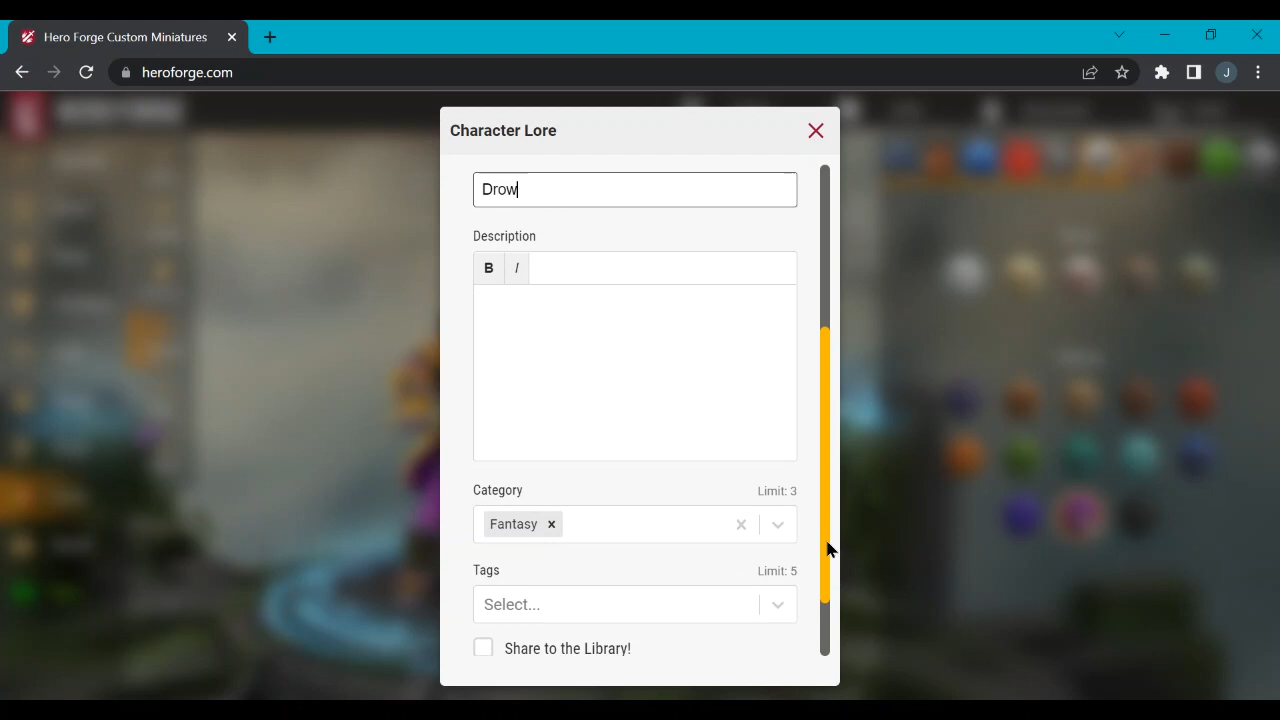 Hero Forge Custom Miniatures
heroforge.com
J
Character Lore
Drow
Description
B I
Category Limit: 3
Fantasy
Tags Limit: 5
Select...
Share to the Library!